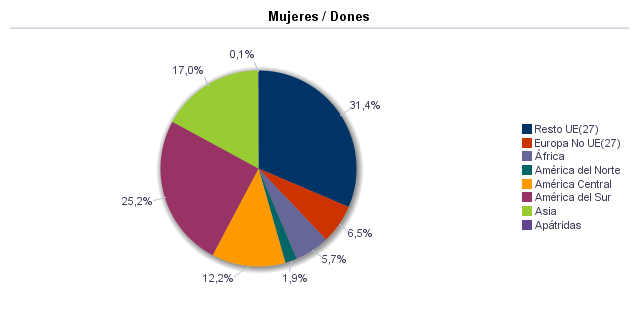 Mujeres / Dones
0,1%
17,0%
31,4%
25,2%
6,5%
5,7%
12,2%
1,9%
Resto UE(27)
Europa No UE(27)
África
América del Norte
América Central
América del Sur
Asia
Apátridas